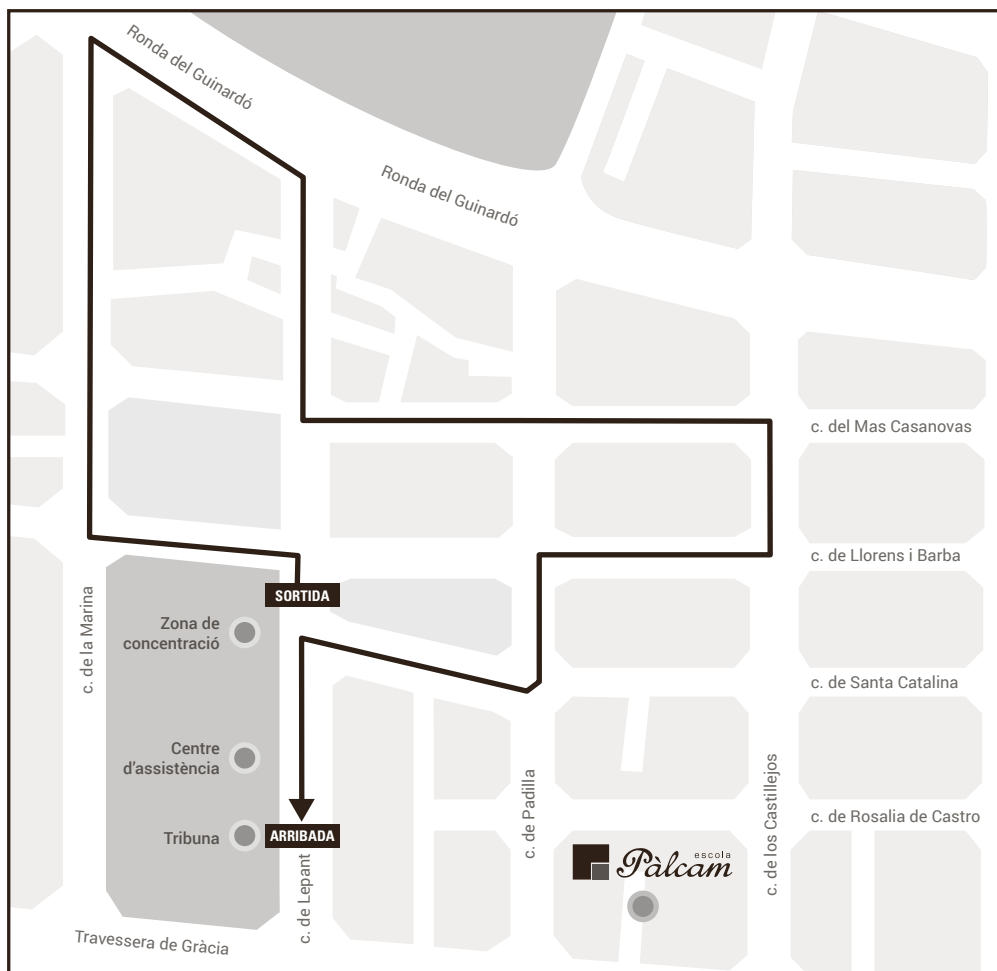 Ronda del Guinardó
Ronda del Guinardó
c. del Mas Casanovas
c. de Llorens i Barba
SORTIDA
c. de la Marina
Zona de
concentració
c. de Santa Catalina
Centre
d'assistència
c. de Padilla
c. de los Castillejos
c. de Rosalia de Castro
Tribuna
ARRIBADA
c. de Lepant
escola
Pàlcam
Travessera de Gràcia